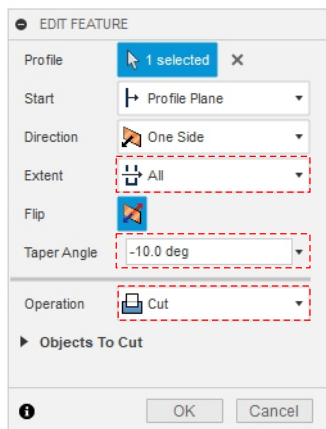 EDIT FEATURE
Profile 1 selected
Start Profile Plane
Direction One Side
Extent All
Flip
Taper Angle -10.0 deg
Operation Cut
Objects To Cut
OK Cancel